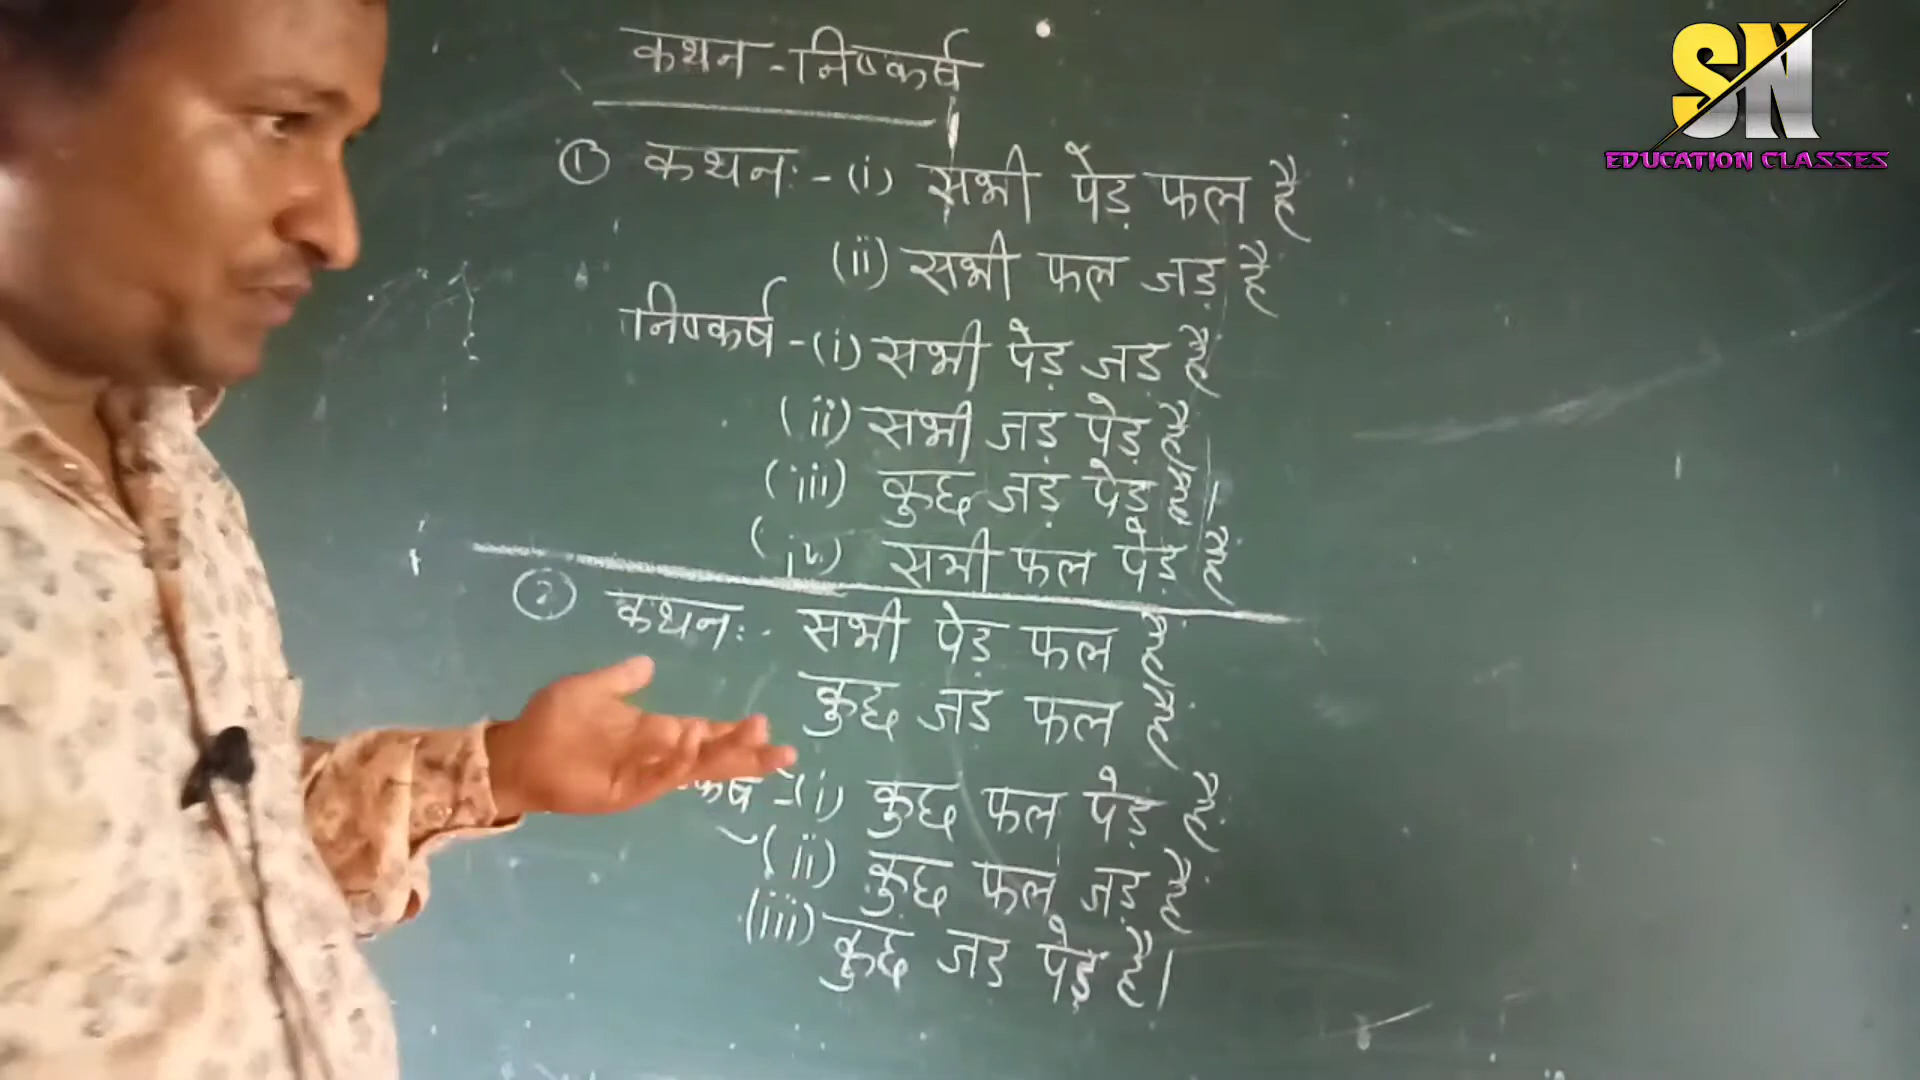 कथन - निष्कर्ष
① कथनः - (i) सभी पेड़ फल है
(ii) सभी फल जड़ है
निष्कर्ष - (i) सभी पेड़ जड है
(ii) सभी जड़ पेड़ है
(iii) कुछ जड़ पेड़ है।
(iv) सभी फल पेड़ है
② कथनः - सभी पेड़ फल हैं
कुछ जड फल हैं
(i) कुछ फल पेड़ हैं
(ii) कुछ फल जड़ हैं
(iii) कुछ जड पेड़ है।
SN
EDUCATION CLASSES